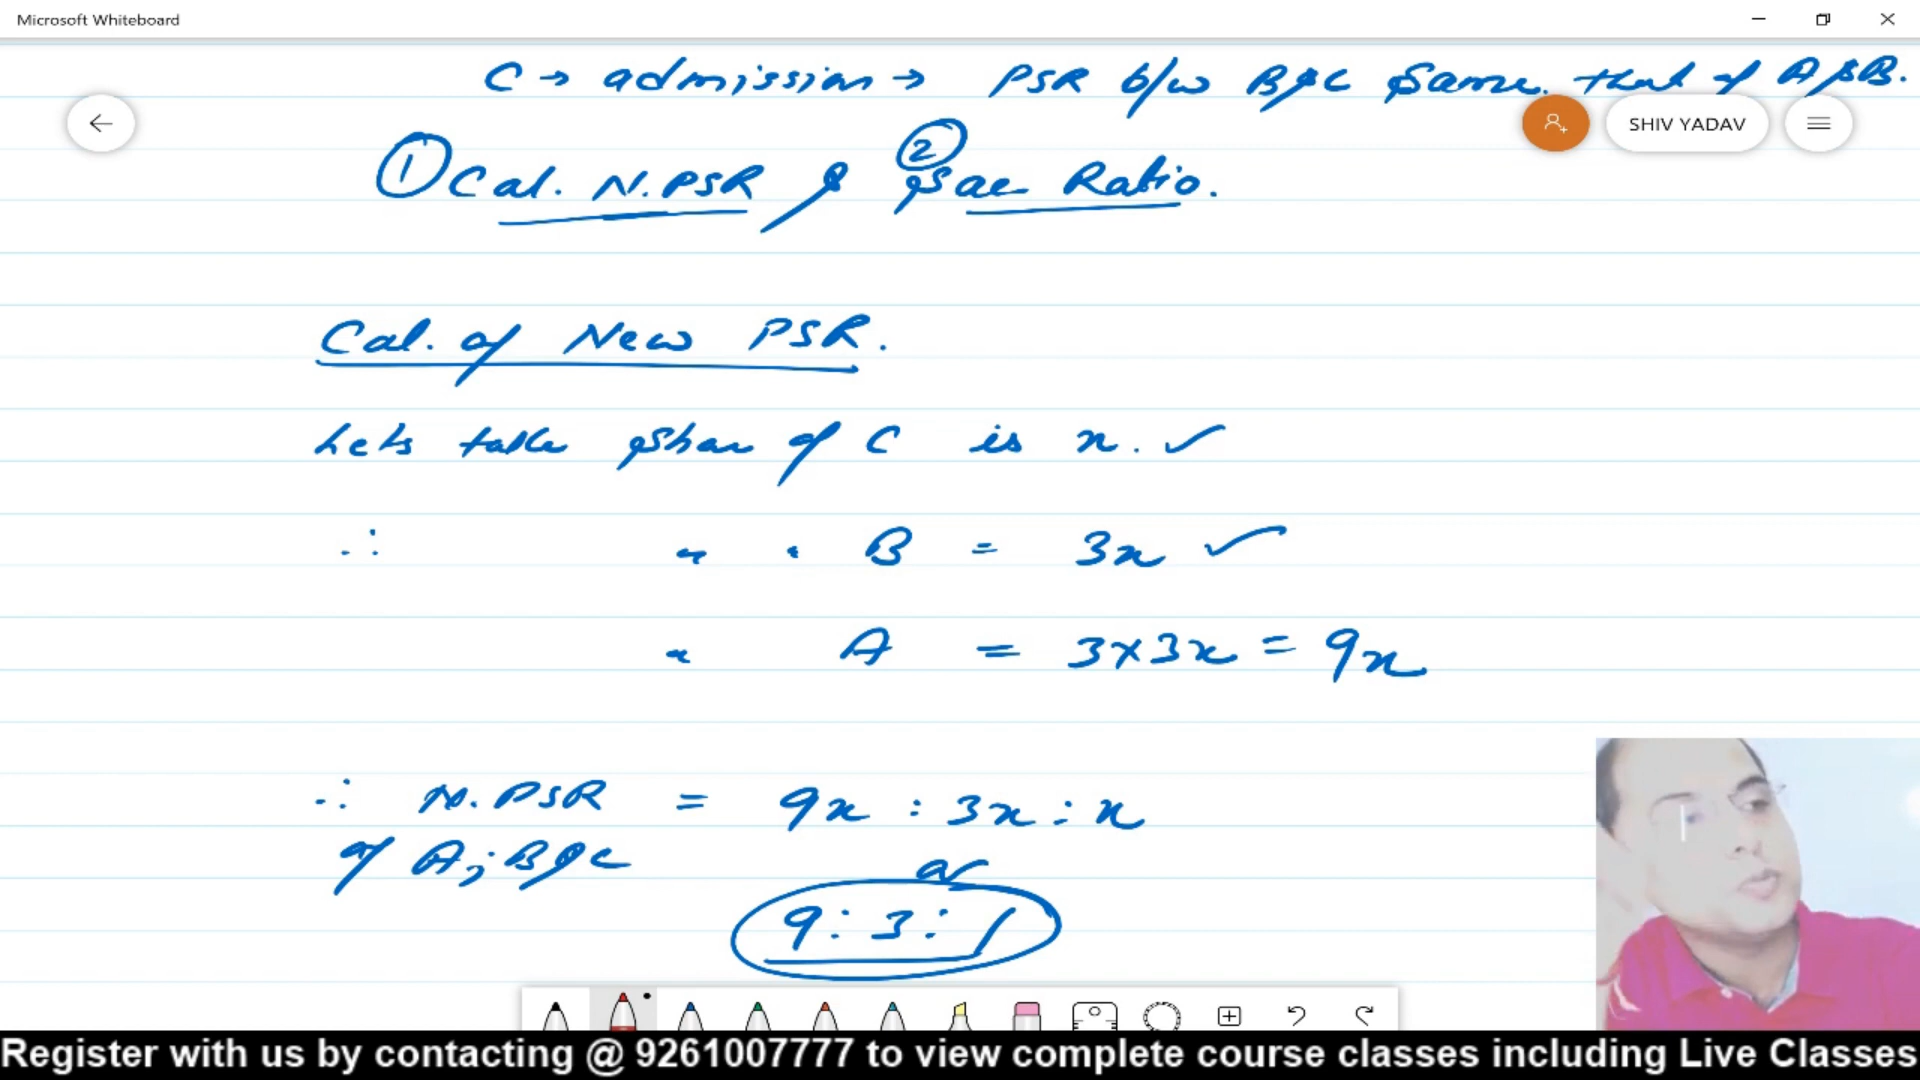 Microsoft Whiteboard
C → admission → PSR b/w B & C Same that of A & B.
SHIV YADAV
① Cal. N.PSR & ② Sac Ratio.
Cal. of New PSR.
Lets take Share of C is x. ✓
∴ " " B = 3x ✓
" A = 3×3x = 9x
∴ N.PSR = 9x : 3x : x
of A, B & C
or
9 : 3 : 1
Register with us by contacting @ 9261007777 to view complete course classes including Live Classes